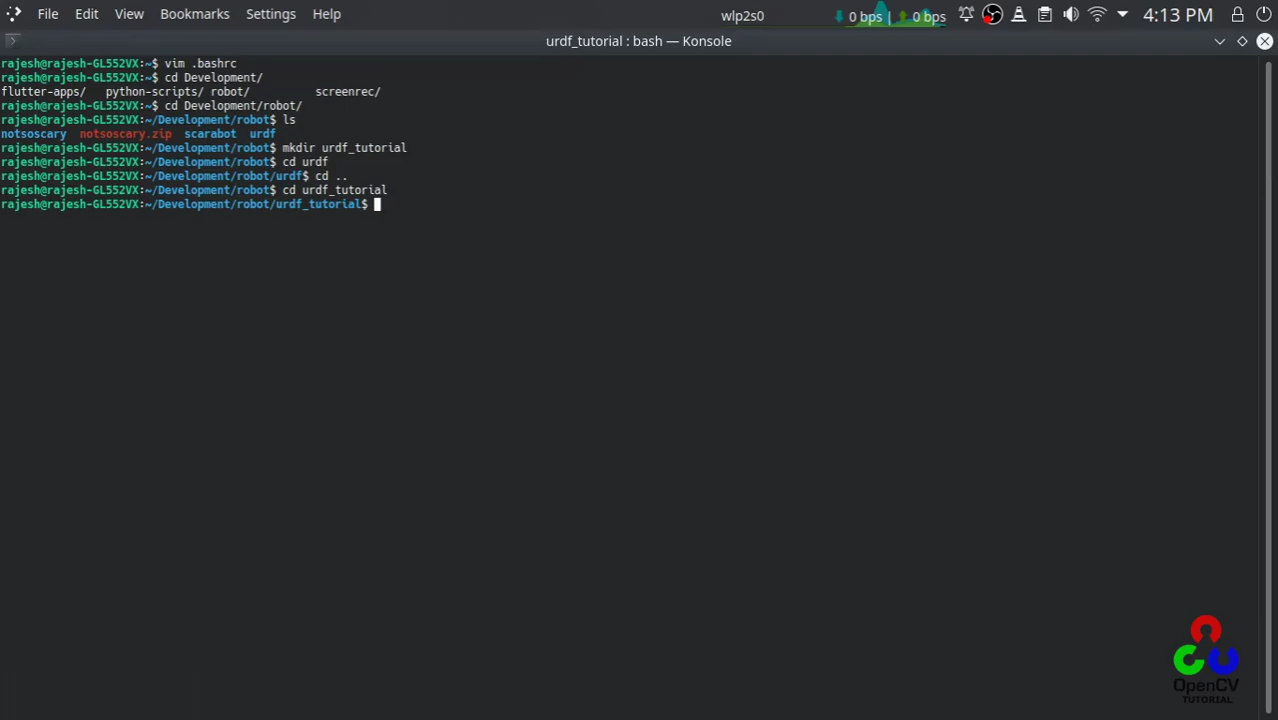 File Edit View Bookmarks Settings Help wlp2s0 0 bps | 0 bps 4:13 PM
urdf_tutorial : bash — Konsole
rajesh@rajesh-GL552VX:~$ vim .bashrc
rajesh@rajesh-GL552VX:~$ cd Development/
flutter-apps/ python-scripts/ robot/ screenrec/
rajesh@rajesh-GL552VX:~$ cd Development/robot/
rajesh@rajesh-GL552VX:~/Development/robot$ ls
notsoscary notsoscary.zip scarabot urdf
rajesh@rajesh-GL552VX:~/Development/robot$ mkdir urdf_tutorial
rajesh@rajesh-GL552VX:~/Development/robot$ cd urdf
rajesh@rajesh-GL552VX:~/Development/robot/urdf$ cd ..
rajesh@rajesh-GL552VX:~/Development/robot$ cd urdf_tutorial
rajesh@rajesh-GL552VX:~/Development/robot/urdf_tutorial$
OpenCV
TUTORIAL